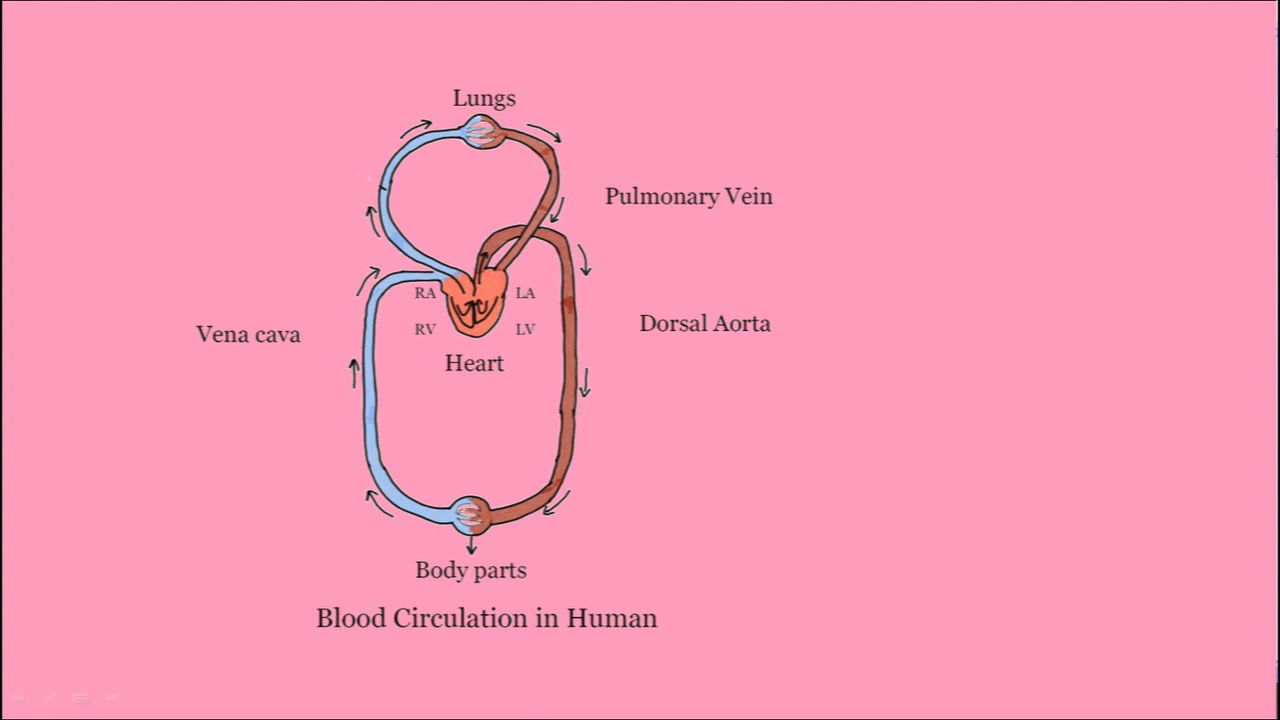 Lungs
Pulmonary Vein
RA
LA
Dorsal Aorta
RV
LV
Vena cava
Heart
Body parts
Blood Circulation in Human